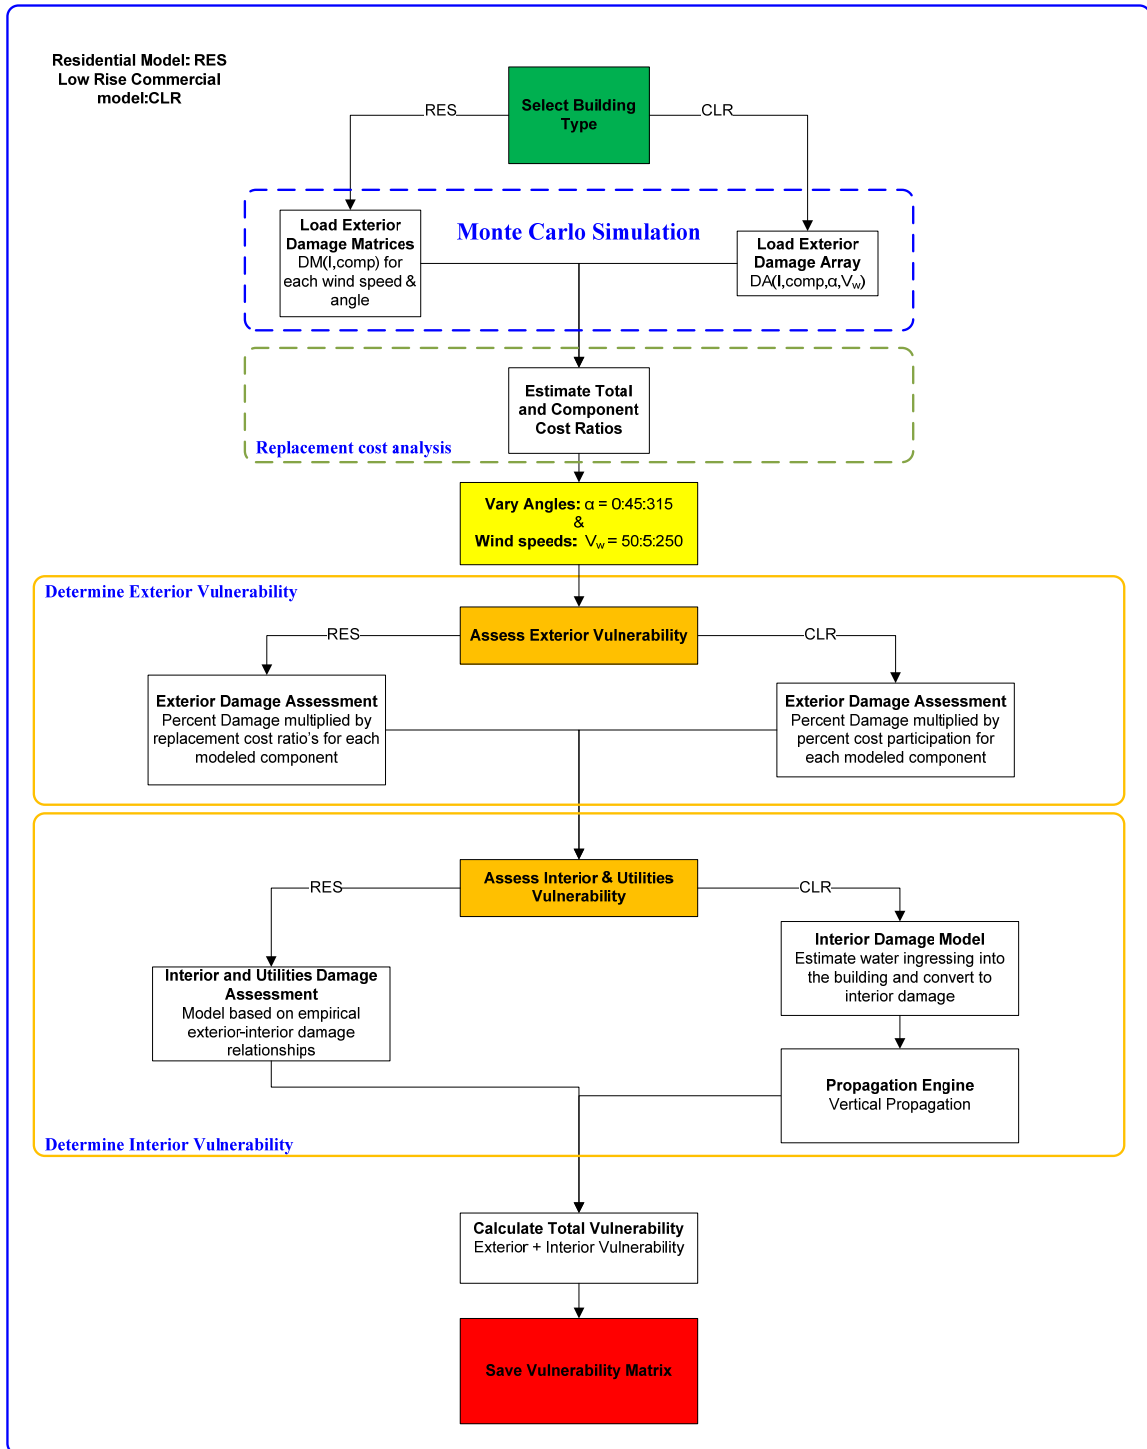 Residential Model: RES
Low Rise Commercial
model:CLR
Select Building
Type
RES
CLR
Monte Carlo Simulation
Load Exterior
Damage Matrices
DM(I,comp) for
each wind speed &
angle
Load Exterior
Damage Array
DA(I,comp,α,Vw)
Estimate Total
and Component
Cost Ratios
Replacement cost analysis
Vary Angles: α = 0:45:315
&
Wind speeds: Vw = 50:5:250
Determine Exterior Vulnerability
Assess Exterior Vulnerability
RES
CLR
Exterior Damage Assessment
Percent Damage multiplied by
replacement cost ratio's for each
modeled component
Exterior Damage Assessment
Percent Damage multiplied by
percent cost participation for
each modeled component
Assess Interior & Utilities
Vulnerability
RES
CLR
Interior and Utilities Damage
Assessment
Model based on empirical
exterior-interior damage
relationships
Interior Damage Model
Estimate water ingressing into
the building and convert to
interior damage
Propagation Engine
Vertical Propagation
Determine Interior Vulnerability
Calculate Total Vulnerability
Exterior + Interior Vulnerability
Save Vulnerability Matrix